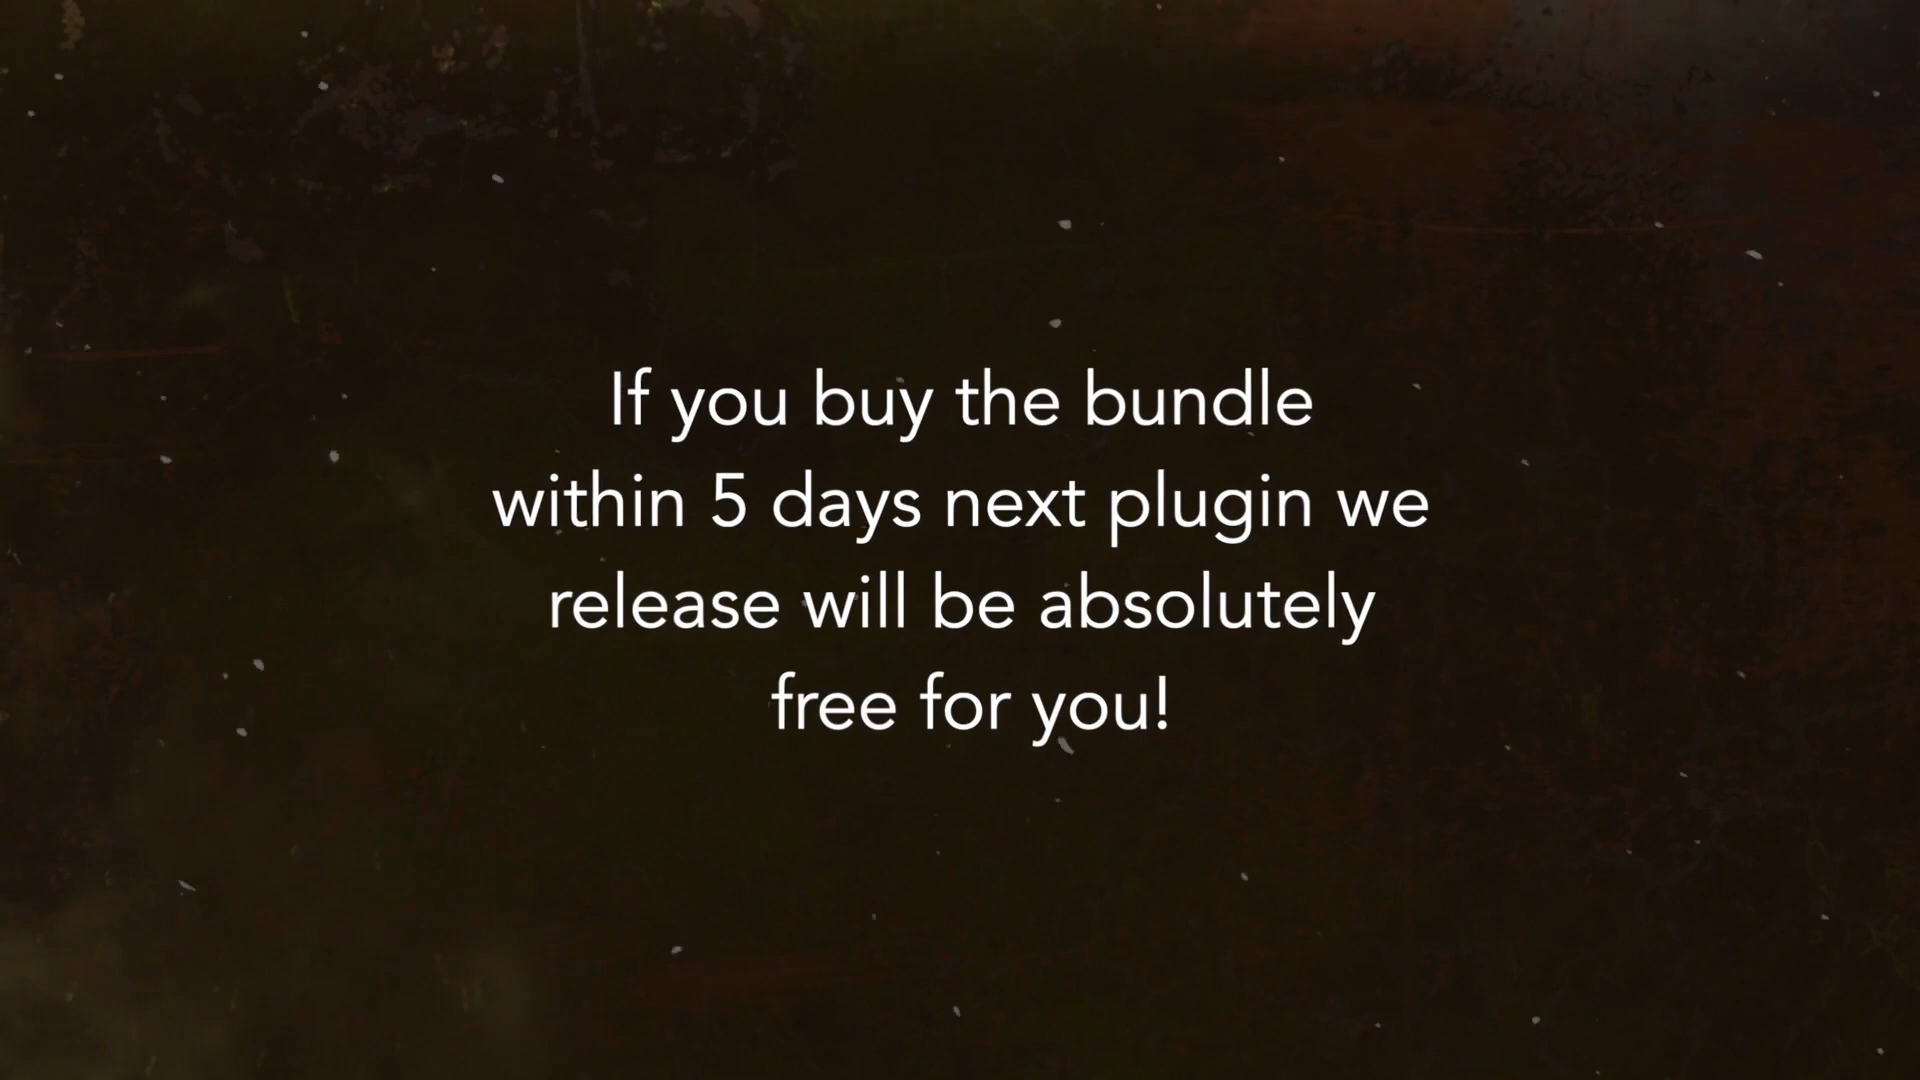 If you buy the bundle
within 5 days next plugin we
release will be absolutely
free for you!